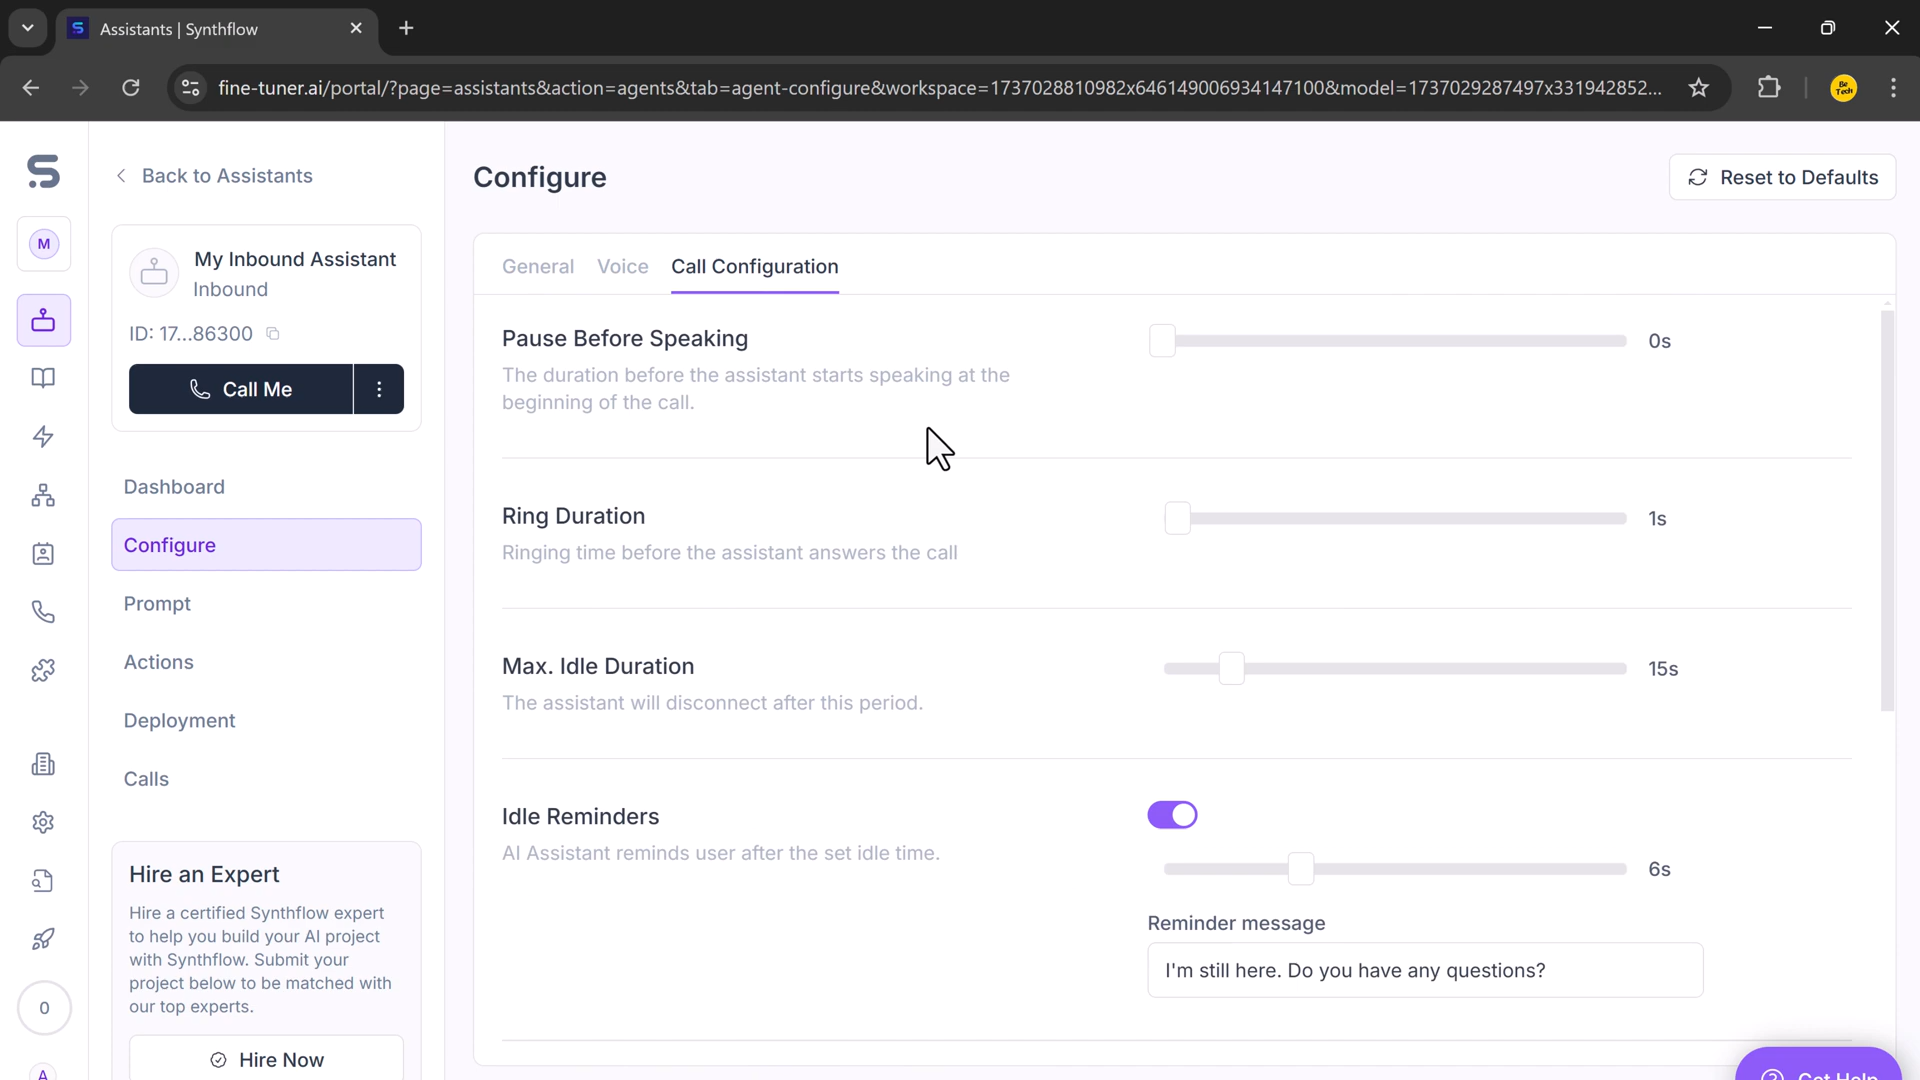 Assistants | Synthflow
fine-tuner.ai/portal/?page=assistants&action=agents&tab=agent-configure&workspace=1737028810982x646149006934147100&model=1737029287497x331942852...
Be
Tech
M
0
A
Back to Assistants
My Inbound Assistant
Inbound
ID: 17...86300
Call Me
Dashboard
Configure
Prompt
Actions
Deployment
Calls
Hire an Expert
Hire a certified Synthflow expert
to help you build your AI project
with Synthflow. Submit your
project below to be matched with
our top experts.
Hire Now
Configure
Reset to Defaults
General Voice Call Configuration
Pause Before Speaking
0s
The duration before the assistant starts speaking at the
beginning of the call.
Ring Duration
1s
Ringing time before the assistant answers the call
Max. Idle Duration
15s
The assistant will disconnect after this period.
Idle Reminders
AI Assistant reminds user after the set idle time.
6s
Reminder message
I'm still here. Do you have any questions?
Get Help